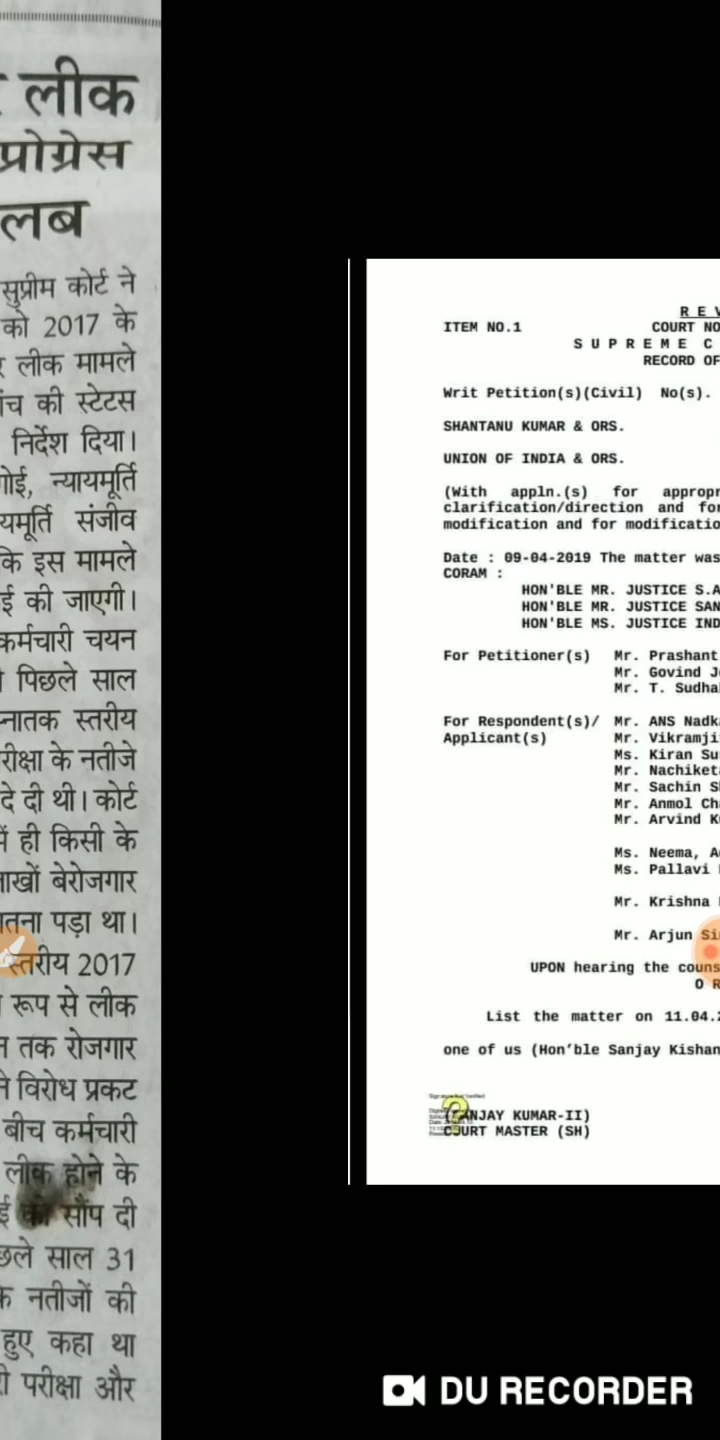 लीक
प्रोग्रेस
लब
सुप्रीम कोर्ट ने
को 2017 के
लीक मामले
च की स्टेटस
निर्देश दिया।
गोई, न्यायमूर्ति
यमूर्ति संजीव
कि इस मामले
ई की जाएगी।
कर्मचारी चयन
पिछले साल
नातक स्तरीय
रीक्षा के नतीजे
दे दी थी। कोर्ट
में ही किसी के
लाखों बेरोजगार
तना पड़ा था।
स्तरीय 2017
रूप से लीक
तक रोजगार
ने विरोध प्रकट
बीच कर्मचारी
लीक होने के
ई को सौंप दी
छले साल 31
के नतीजों की
हुए कहा था
परीक्षा और
R E V
ITEM NO.1 COURT NO
S U P R E M E C
RECORD OF
Writ Petition(s)(Civil) No(s).
SHANTANU KUMAR & ORS.
UNION OF INDIA & ORS.
(With appln.(s) for appropr
clarification/direction and for
modification and for modificatio
Date : 09-04-2019 The matter was
CORAM :
HON'BLE MR. JUSTICE S.A
HON'BLE MR. JUSTICE SAN
HON'BLE MS. JUSTICE IND
For Petitioner(s) Mr. Prashant
Mr. Govind Je
Mr. T. Sudha
For Respondent(s)/ Mr. ANS Nadka
Applicant(s) Mr. Vikramji
Ms. Kiran Su
Mr. Nachiketa
Mr. Sachin S
Mr. Anmol Cha
Mr. Arvind K
Ms. Neema, A
Ms. Pallavi
Mr. Krishna
Mr. Arjun Si
UPON hearing the couns
O R
List the matter on 11.04.2
one of us (Hon'ble Sanjay Kishan
(SANJAY KUMAR-II)
COURT MASTER (SH)
DU RECORDER